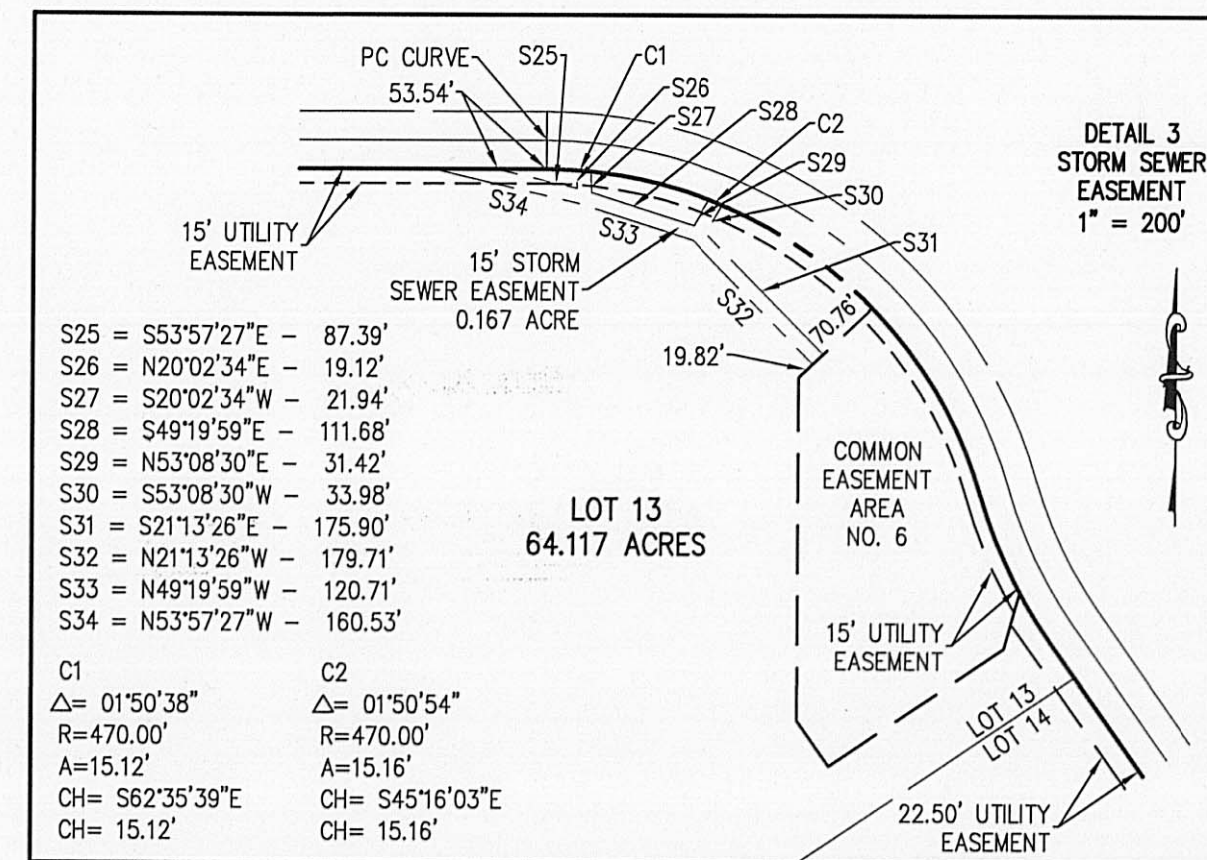 PC CURVE
53.54'
S25
C1
S26
S27
S28
C2
S29
S30
S31
DETAIL 3
STORM SEWER
EASEMENT
1" = 200'
15' UTILITY
EASEMENT
S34
S33
15' STORM
SEWER EASEMENT
0.167 ACRE
S32
70.76'
19.82'
S25 = S53°57'27"E – 87.39'
S26 = N20°02'34"E – 19.12'
S27 = S20°02'34"W – 21.94'
S28 = S49°19'59"E – 111.68'
S29 = N53°08'30"E – 31.42'
S30 = S53°08'30"W – 33.98'
S31 = S21°13'26"E – 175.90'
S32 = N21°13'26"W – 179.71'
S33 = N49°19'59"W – 120.71'
S34 = N53°57'27"W – 160.53'
LOT 13
64.117 ACRES
COMMON
EASEMENT
AREA
NO. 6
15' UTILITY
EASEMENT
LOT 13
LOT 14
22.50' UTILITY
EASEMENT
C1
△= 01°50'38"
R=470.00'
A=15.12'
CH= S62°35'39"E
CH= 15.12'
C2
△= 01°50'54"
R=470.00'
A=15.16'
CH= S45°16'03"E
CH= 15.16'